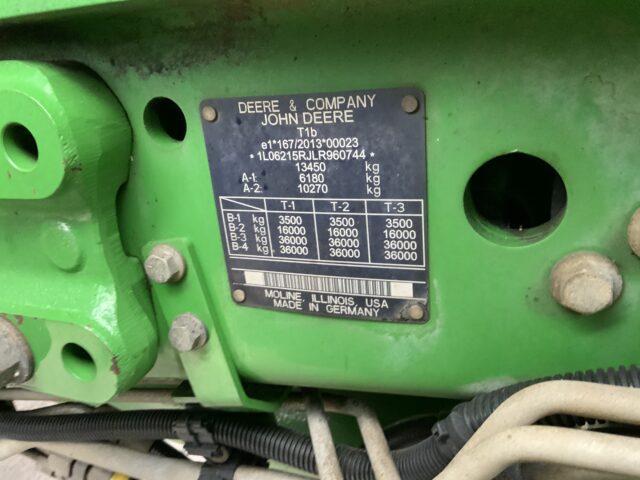 DEERE & COMPANY
JOHN DEERE
T1b
e1*167/2013*00023
*1L06215RJLR960744*
13450 kg
A-1: 6180 kg
A-2: 10270 kg
T-1 T-2 T-3
B-1 kg 3500 3500 3500
B-2 kg 16000 16000 16000
B-3 kg 36000 36000 36000
B-4 kg 36000 36000 36000
MOLINE, ILLINOIS, USA
MADE IN GERMANY